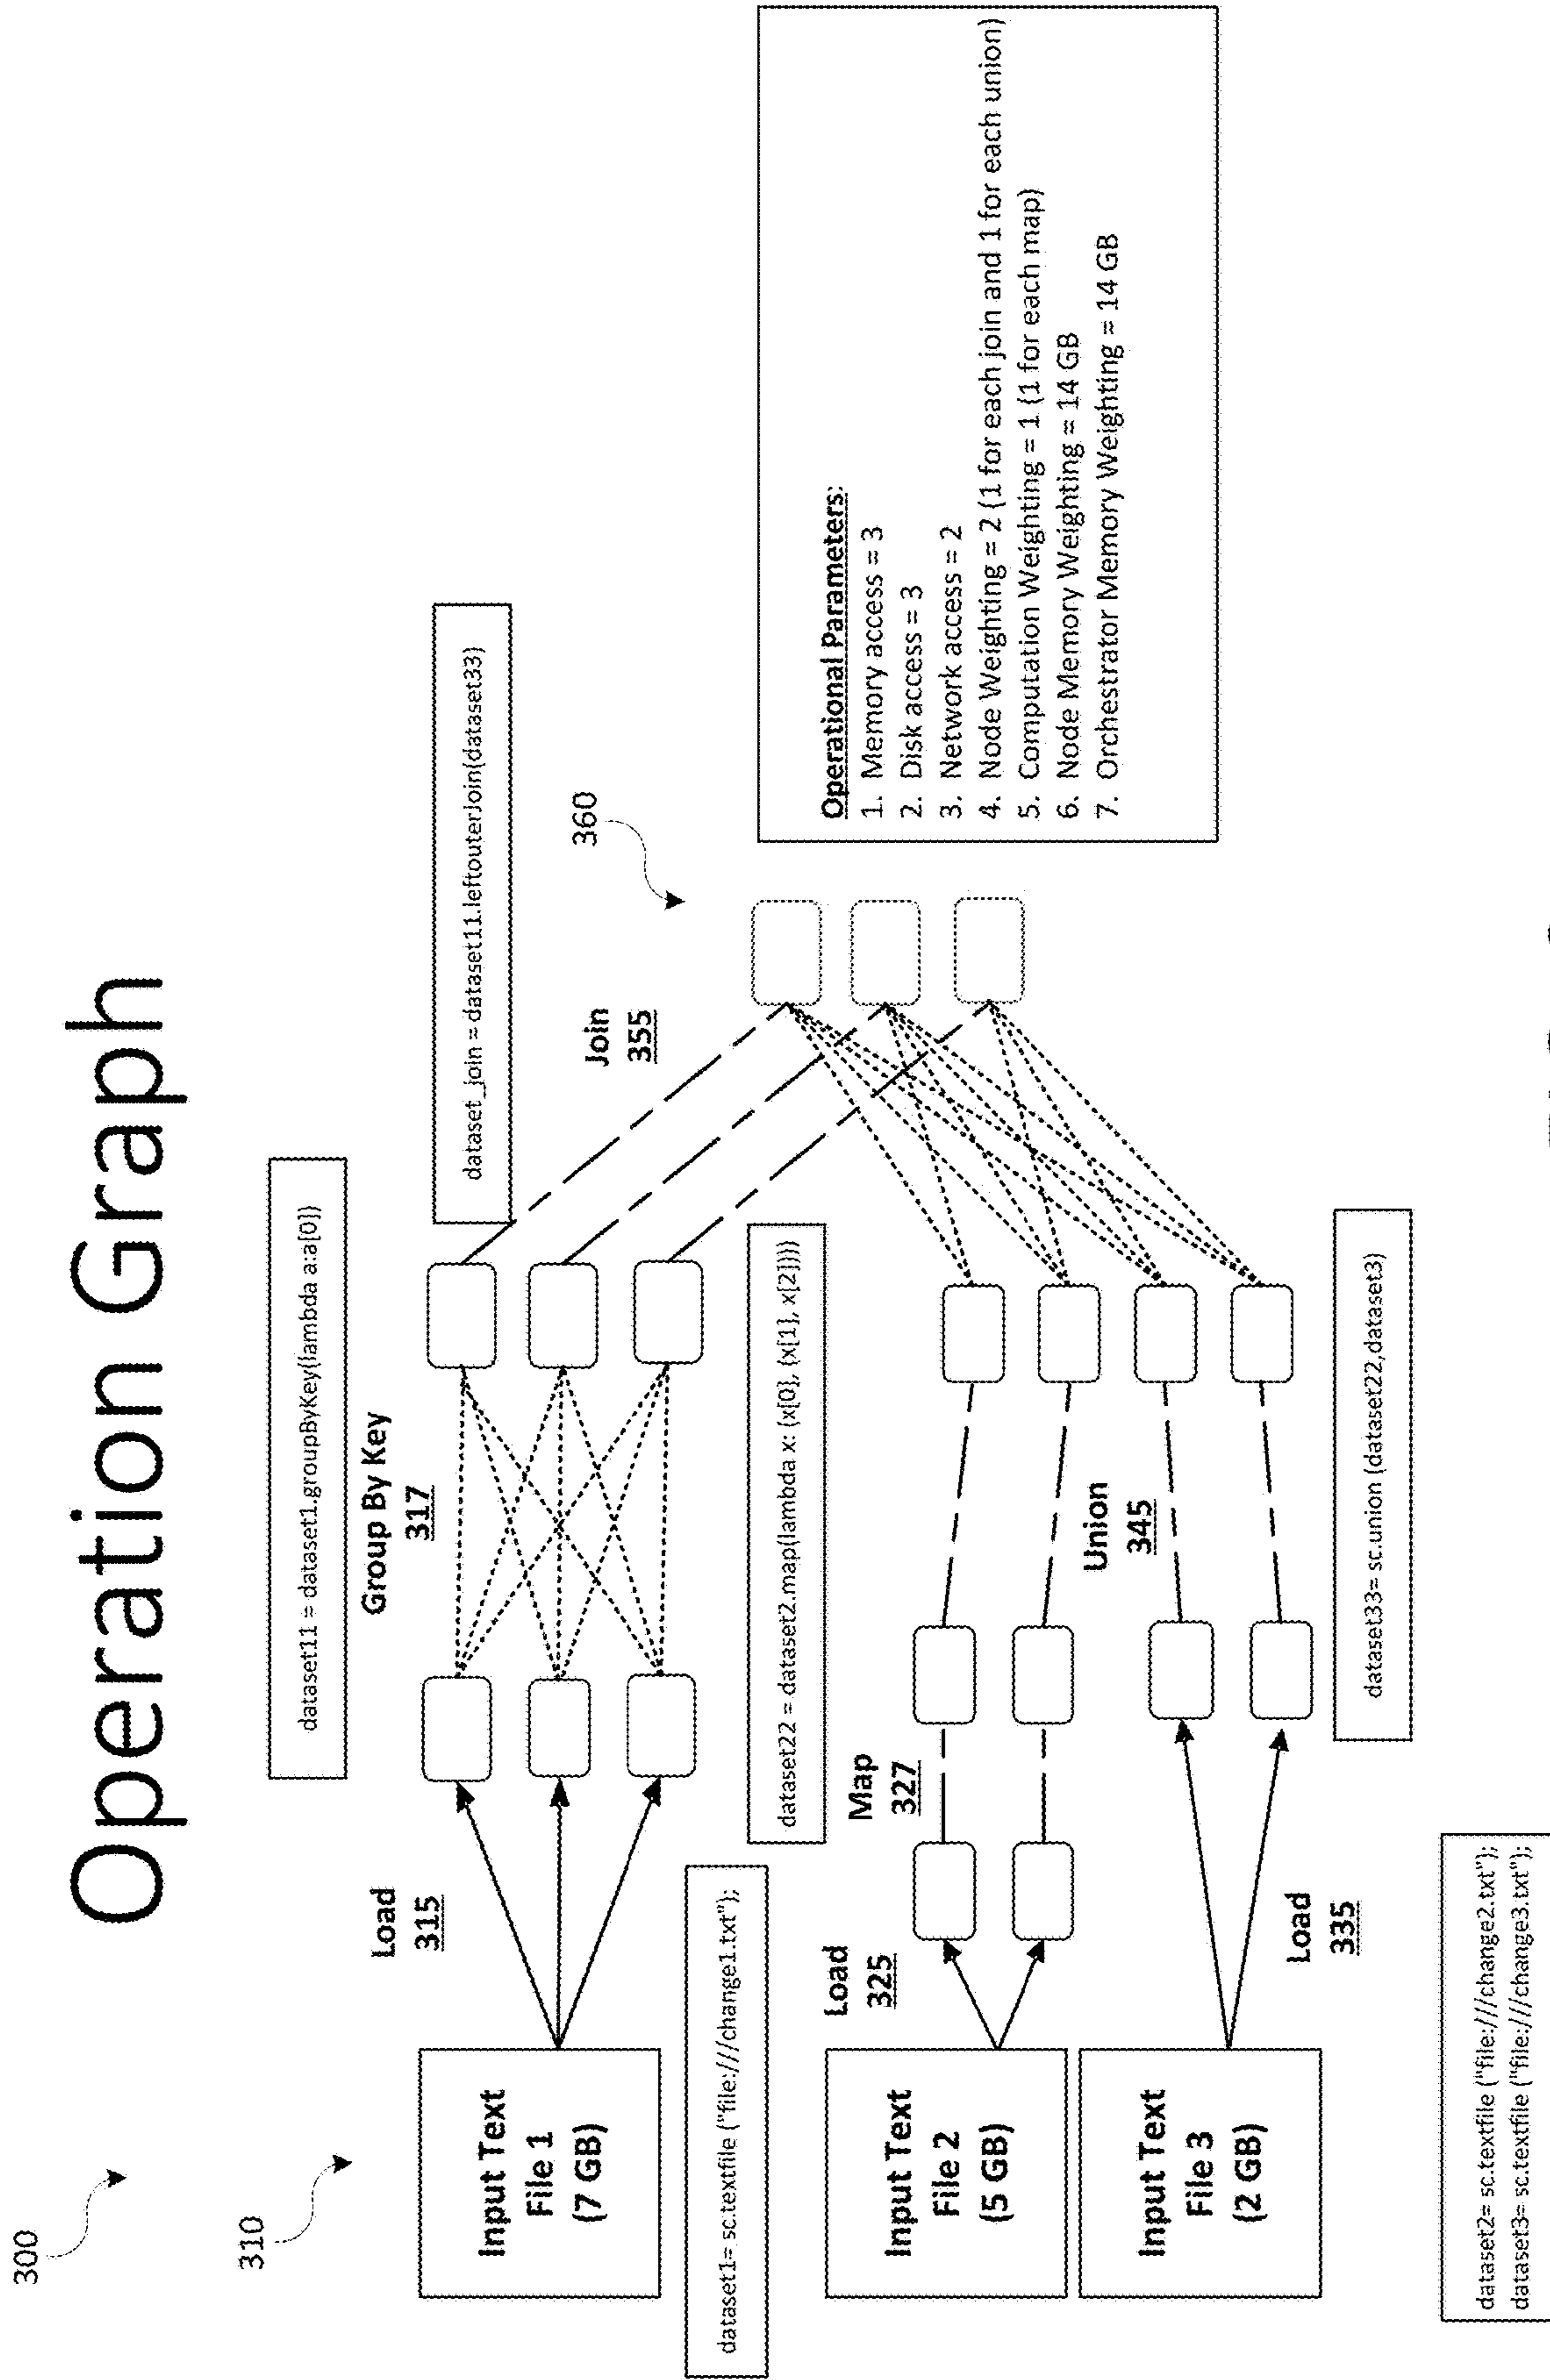 Operation Graph
300
310
dataset11 = dataset1.groupByKey(lambda a:a[0])
Load
315
Group By Key
317
dataset_join = dataset11.leftouterJoin(dataset33)
Input Text
File 1
(7 GB)
Join
355
360
dataset1= sc.textfile ("file:///change1.txt");
dataset22 = dataset2.map(lambda x: (x[0], (x[1], x[2])))
Load
325
Map
327
Input Text
File 2
(5 GB)
Union
345
Input Text
File 3
(2 GB)
Load
335
dataset33= sc.union (dataset22,dataset3)
dataset2= sc.textfile ("file:///change2.txt");
dataset3= sc.textfile ("file:///change3.txt");
Operational Parameters:
1. Memory access = 3
2. Disk access = 3
3. Network access = 2
4. Node Weighting = 2 (1 for each join and 1 for each union)
5. Computation Weighting = 1 (1 for each map)
6. Node Memory Weighting = 14 GB
7. Orchestrator Memory Weighting = 14 GB